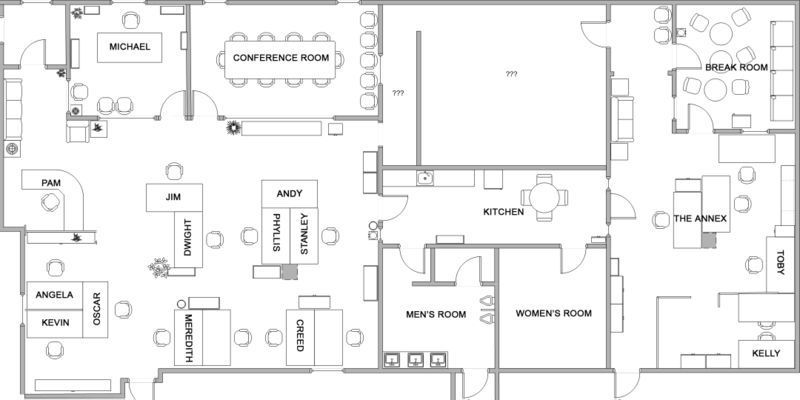 MICHAEL
CONFERENCE ROOM
???
???
BREAK ROOM
PAM
JIM
DWIGHT
ANDY
PHYLLIS
STANLEY
KITCHEN
THE ANNEX
TOBY
ANGELA
KEVIN
OSCAR
MEREDITH
CREED
MEN'S ROOM
WOMEN'S ROOM
KELLY